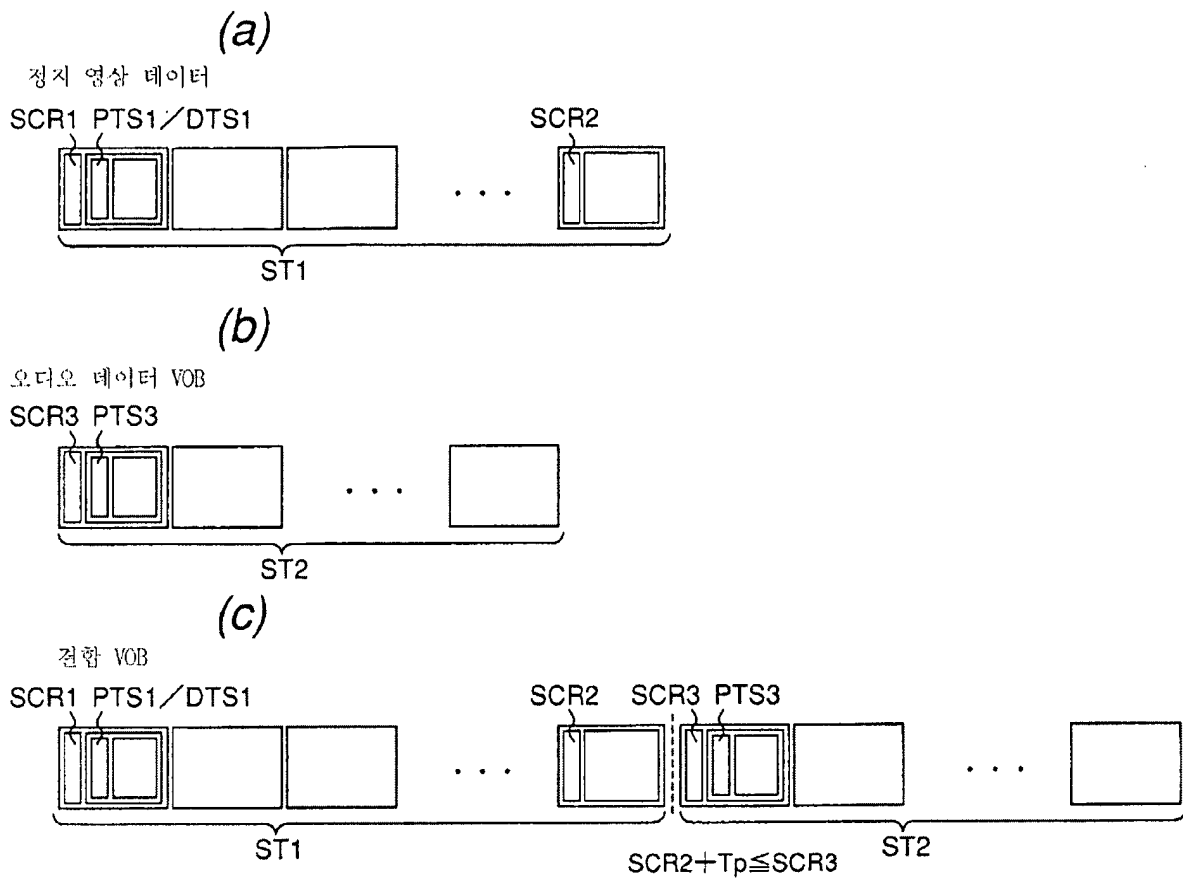 (a)
정지 영상 데이터
SCR1 PTS1／DTS1 SCR2
. . .
ST1
(b)
오디오 데이터 VOB
SCR3 PTS3
. . .
ST2
(c)
결합 VOB
SCR1 PTS1／DTS1 SCR2 SCR3 PTS3
. . . . . .
ST1 ST2
SCR2+Tp≦SCR3